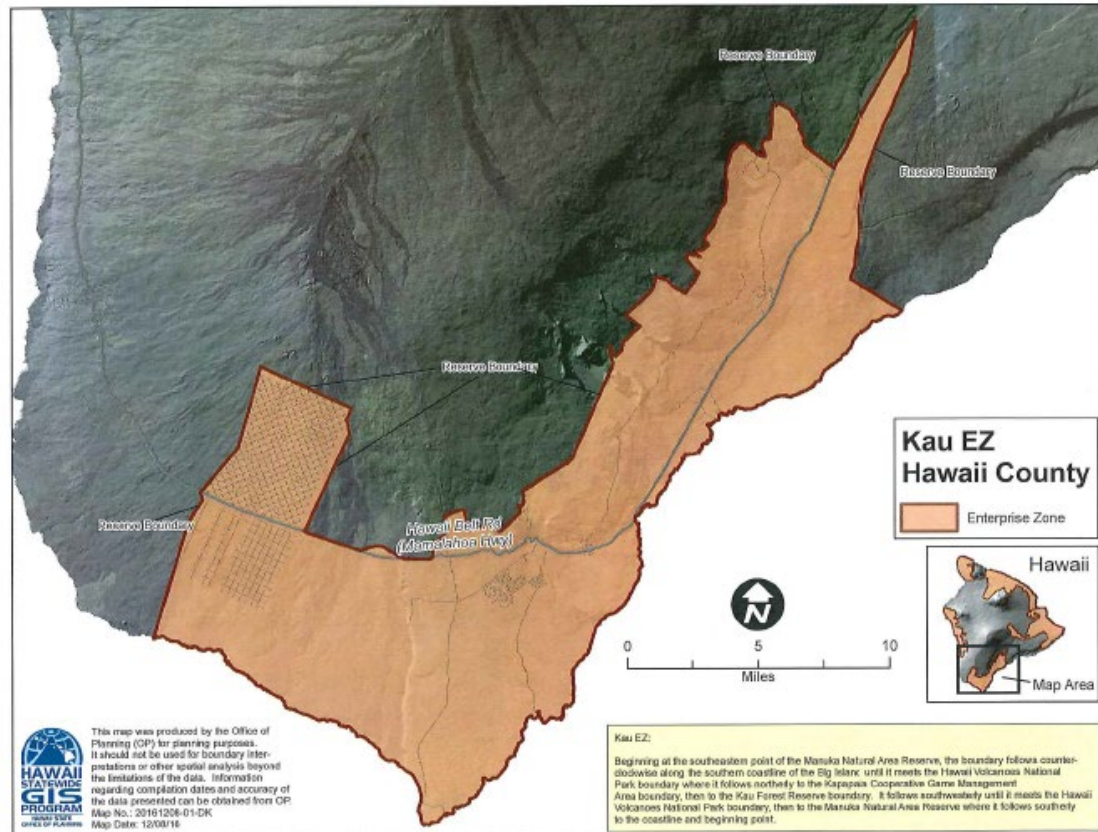 Reserve Boundary
Reserve Boundary
Reserve Boundary
Reserve Boundary
Hawaii Belt Rd
(Mamalahoa Hwy)
Kau EZ
Hawaii County
Enterprise Zone
Hawaii
Map Area
N
0 5 10
Miles
HAWAII
STATEWIDE
GIS
PROGRAM
HAWAII STATE
OFFICE OF PLANNING
This map was produced by the Office of
Planning (OP) for planning purposes.
It should not be used for boundary inter-
pretations or other spatial analysis beyond
the limitations of the data. Information
regarding compilation dates and accuracy of
the data presented can be obtained from OP.
Map No.: 20161206-01-DK
Map Date: 12/06/16
Kau EZ:
Beginning at the southeastern point of the Manuka Natural Area Reserve, the boundary follows counter-
clockwise along the southern coastline of the Big Island until it meets the Hawaii Volcanoes National
Park boundary where it follows northerly to the Kapapala Cooperative Game Management
Area boundary, then to the Kau Forest Reserve boundary. It follows southwesterly until it meets the Hawaii
Volcanoes National Park boundary, then to the Manuka Natural Area Reserve where it follows southerly
to the coastline and beginning point.